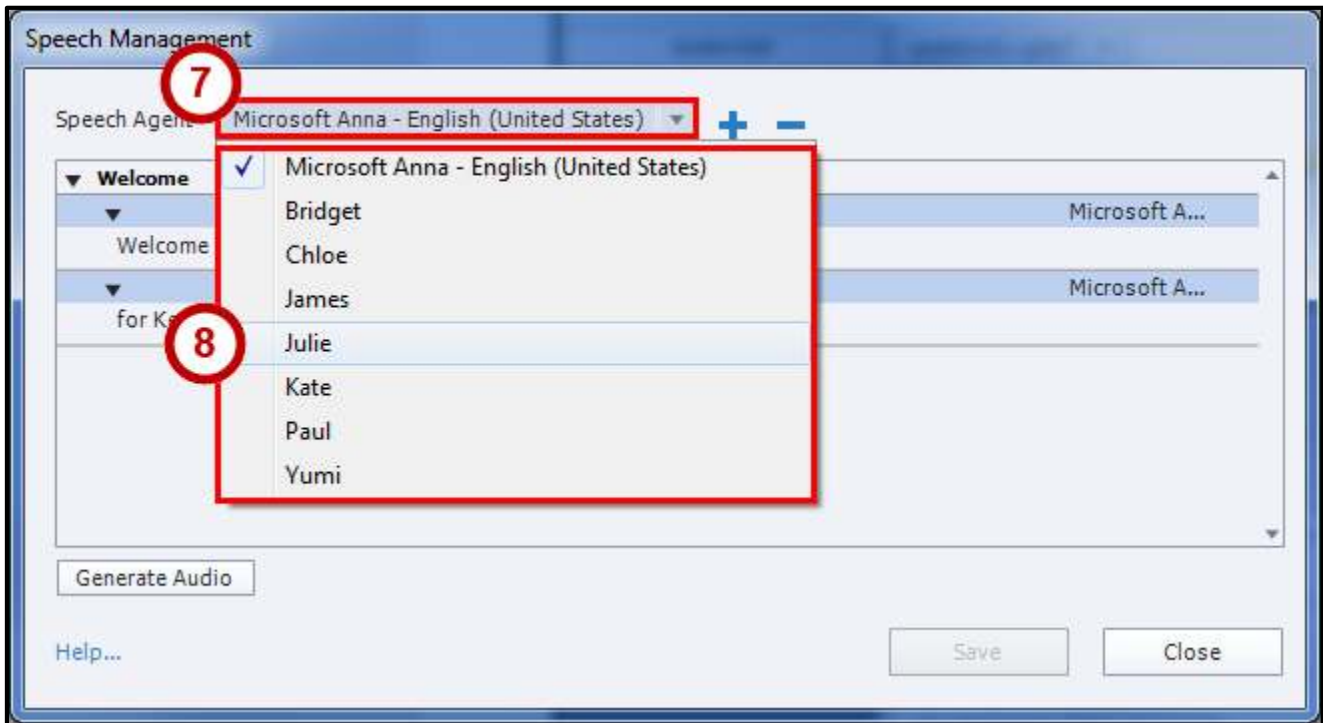 Speech Management
7
Speech Agent Microsoft Anna - English (United States)
Microsoft Anna - English (United States)
Bridget
Chloe
James
Julie
Kate
Paul
Yumi
8
Welcome
Microsoft A...
Welcome
Microsoft A...
for
Generate Audio
Help...
Save
Close